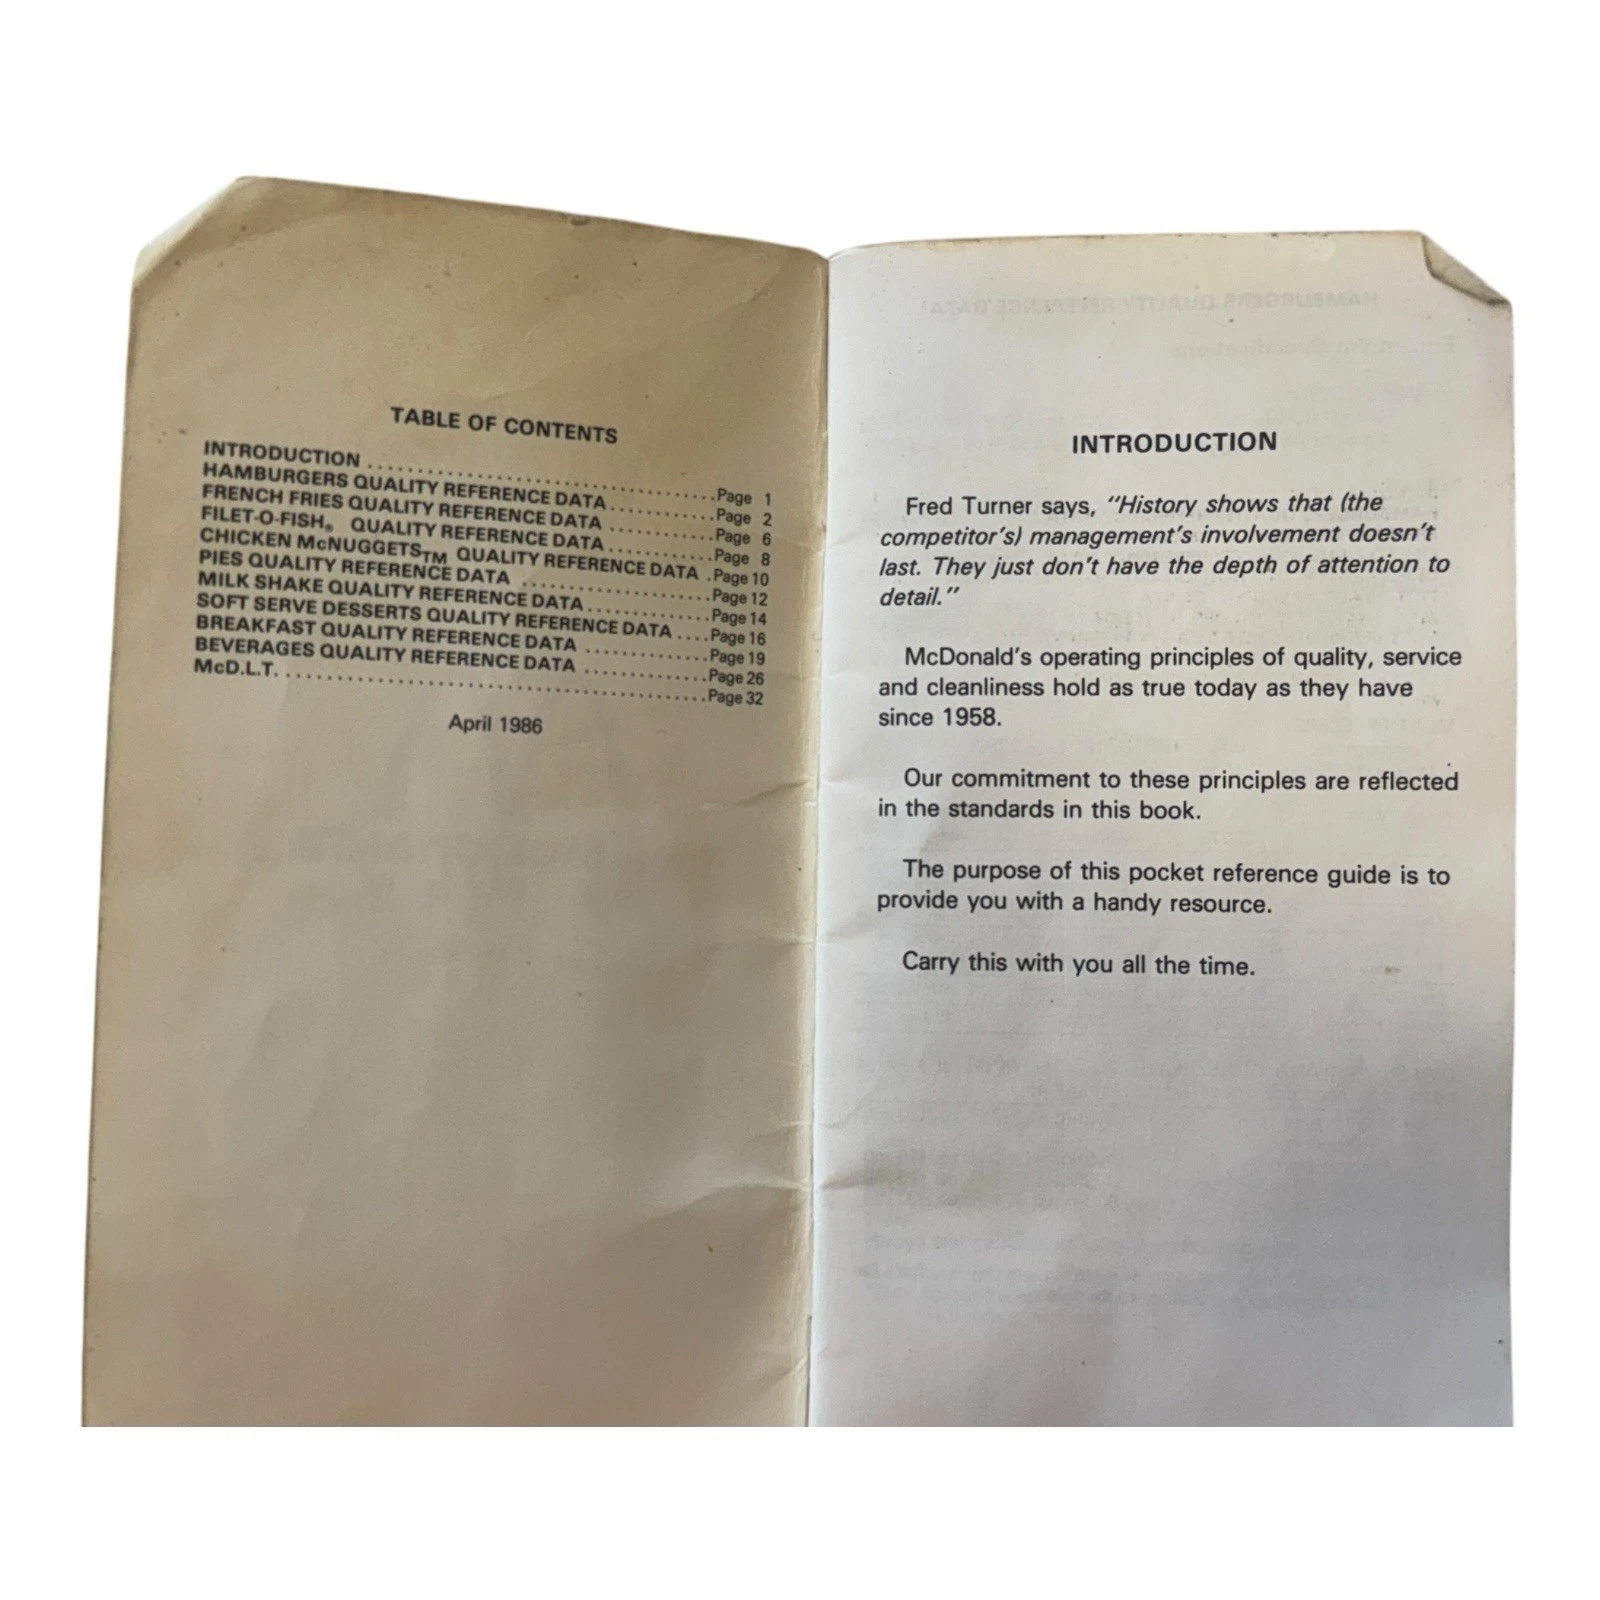 TABLE OF CONTENTS
INTRODUCTION ........................................Page 1
HAMBURGERS QUALITY REFERENCE DATA.............Page 2
FRENCH FRIES QUALITY REFERENCE DATA ............Page 6
FILET-O-FISH® QUALITY REFERENCE DATA............Page 8
CHICKEN McNUGGETS™ QUALITY REFERENCE DATA .Page 10
PIES QUALITY REFERENCE DATA ......................Page 12
MILK SHAKE QUALITY REFERENCE DATA..............Page 14
SOFT SERVE DESSERTS QUALITY REFERENCE DATA ....Page 16
BREAKFAST QUALITY REFERENCE DATA ..............Page 19
BEVERAGES QUALITY REFERENCE DATA ..............Page 26
McD.L.T. .................................................Page 32
April 1986
INTRODUCTION
Fred Turner says, "History shows that (the
competitor's) management's involvement doesn't
last. They just don't have the depth of attention to
detail."
McDonald's operating principles of quality, service
and cleanliness hold as true today as they have
since 1958.
Our commitment to these principles are reflected
in the standards in this book.
The purpose of this pocket reference guide is to
provide you with a handy resource.
Carry this with you all the time.